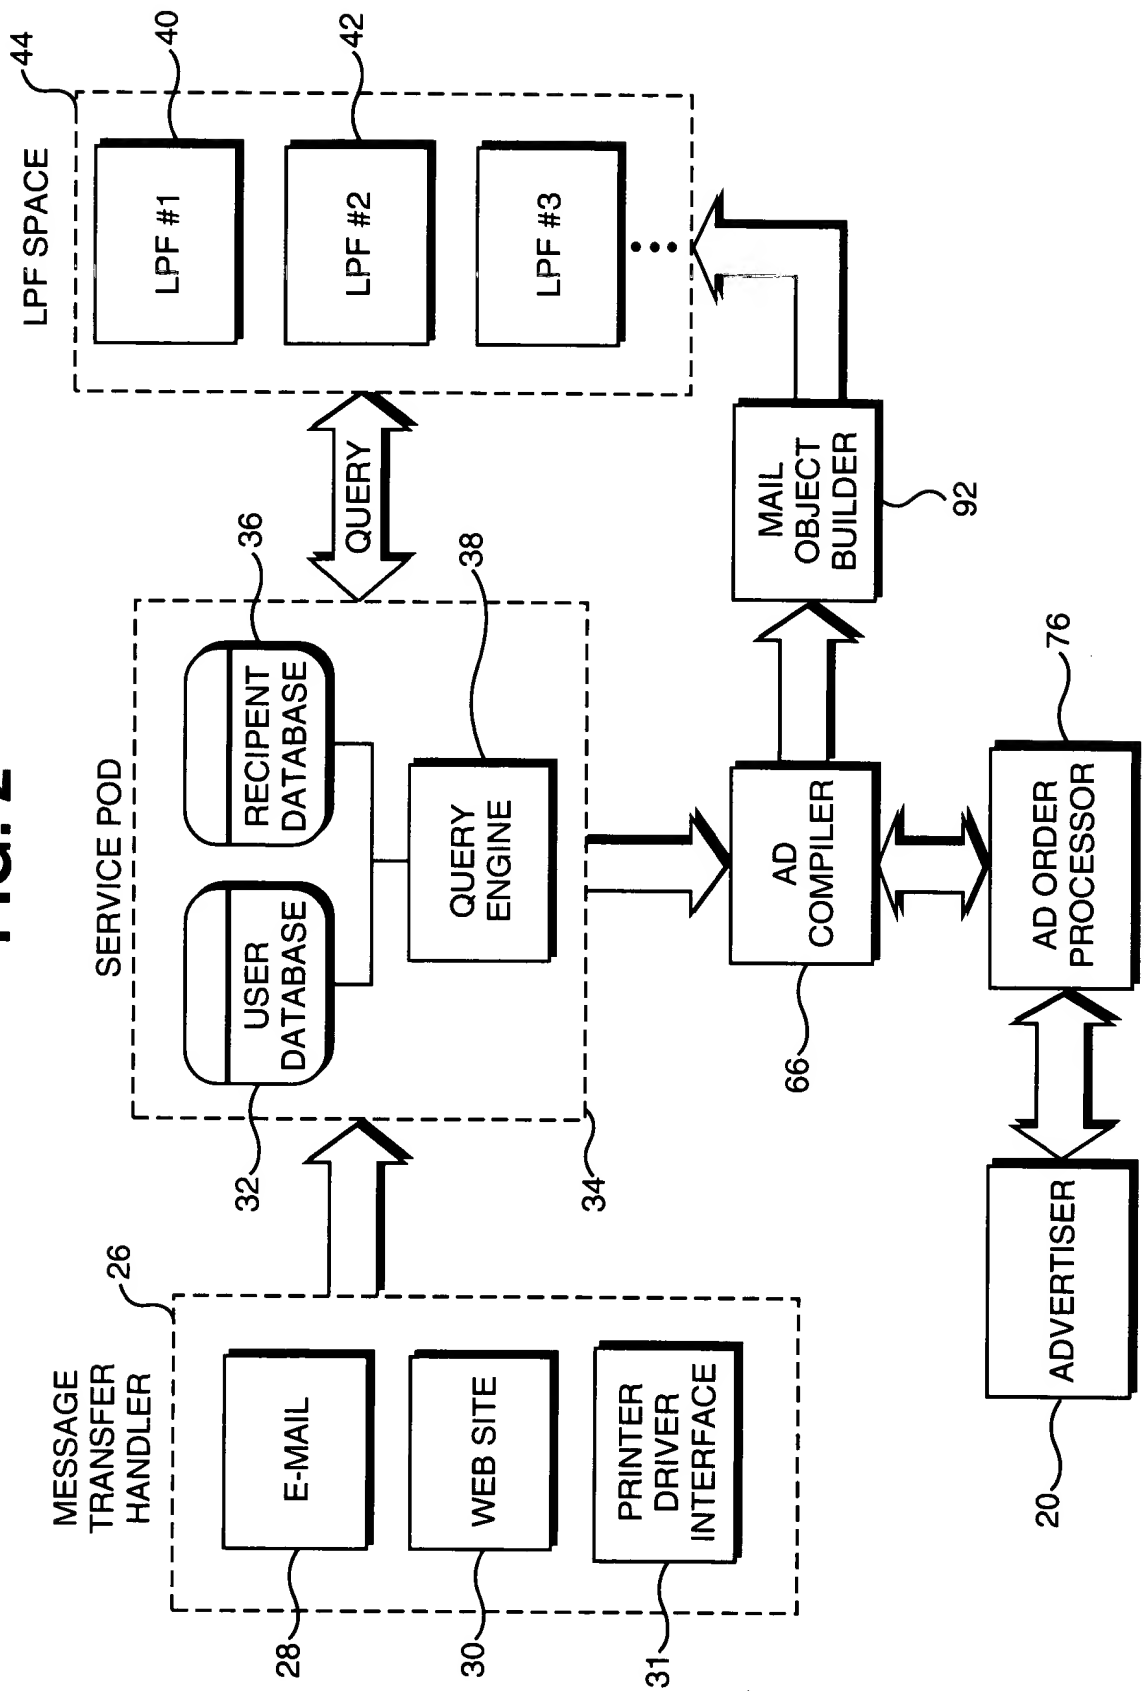 FIG. 2
MESSAGE
TRANSFER
HANDLER
26
E-MAIL
28
WEB SITE
30
PRINTER
DRIVER
INTERFACE
31
SERVICE POD
USER
DATABASE
32
RECIPENT
DATABASE
36
QUERY
ENGINE
38
34
QUERY
LPF SPACE
44
LPF #1
40
LPF #2
42
LPF #3
AD
COMPILER
66
MAIL
OBJECT
BUILDER
92
ADVERTISER
20
AD ORDER
PROCESSOR
76